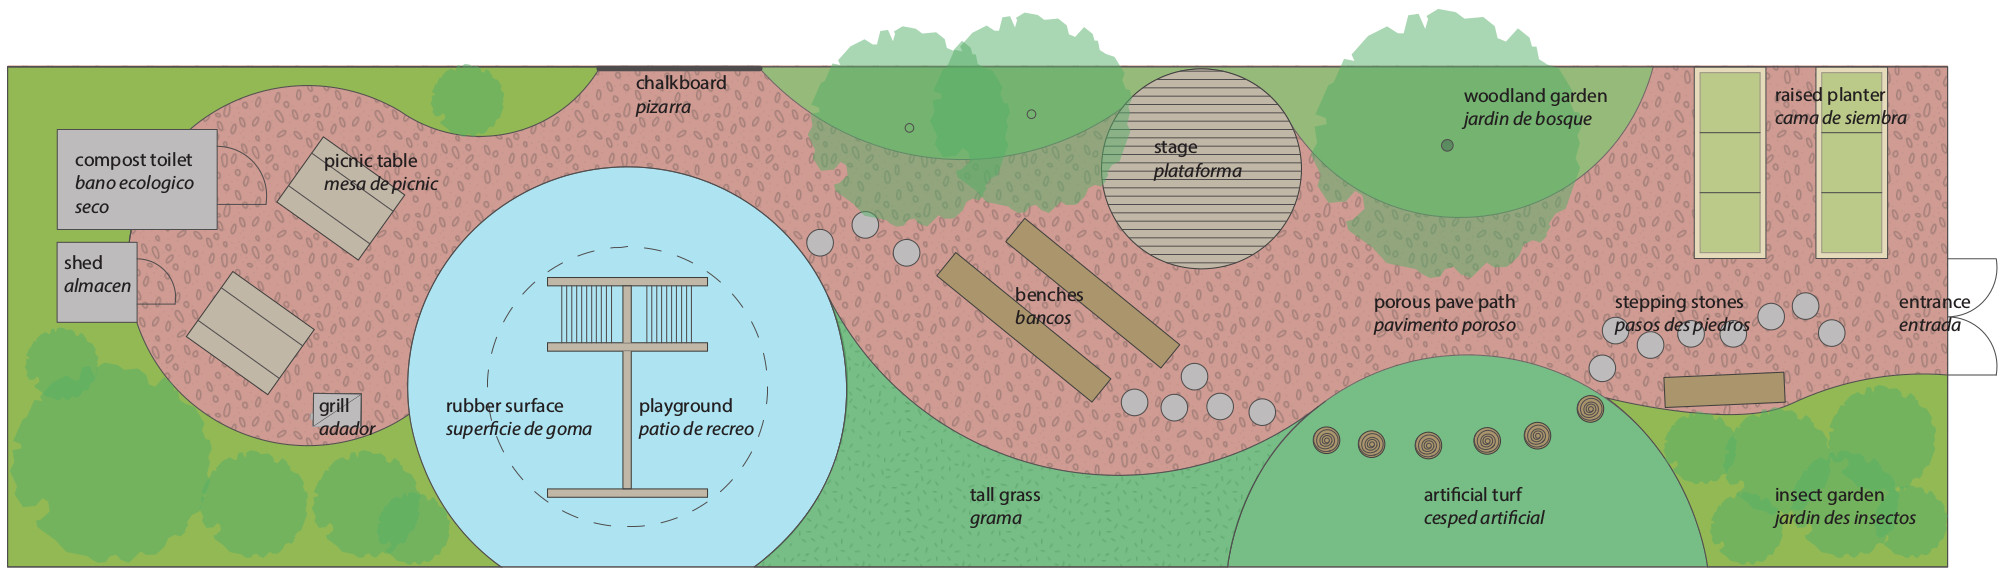 chalkboard
pizarra
woodland garden
jardin de bosque
raised planter
cama de siembra
compost toilet
bano ecologico
seco
picnic table
mesa de picnic
stage
plataforma
shed
almacen
benches
bancos
porous pave path
pavimento poroso
stepping stones
pasos des piedros
entrance
entrada
grill
adador
rubber surface
superficie de goma
playground
patio de recreo
tall grass
grama
artificial turf
cesped artificial
insect garden
jardin des insectos